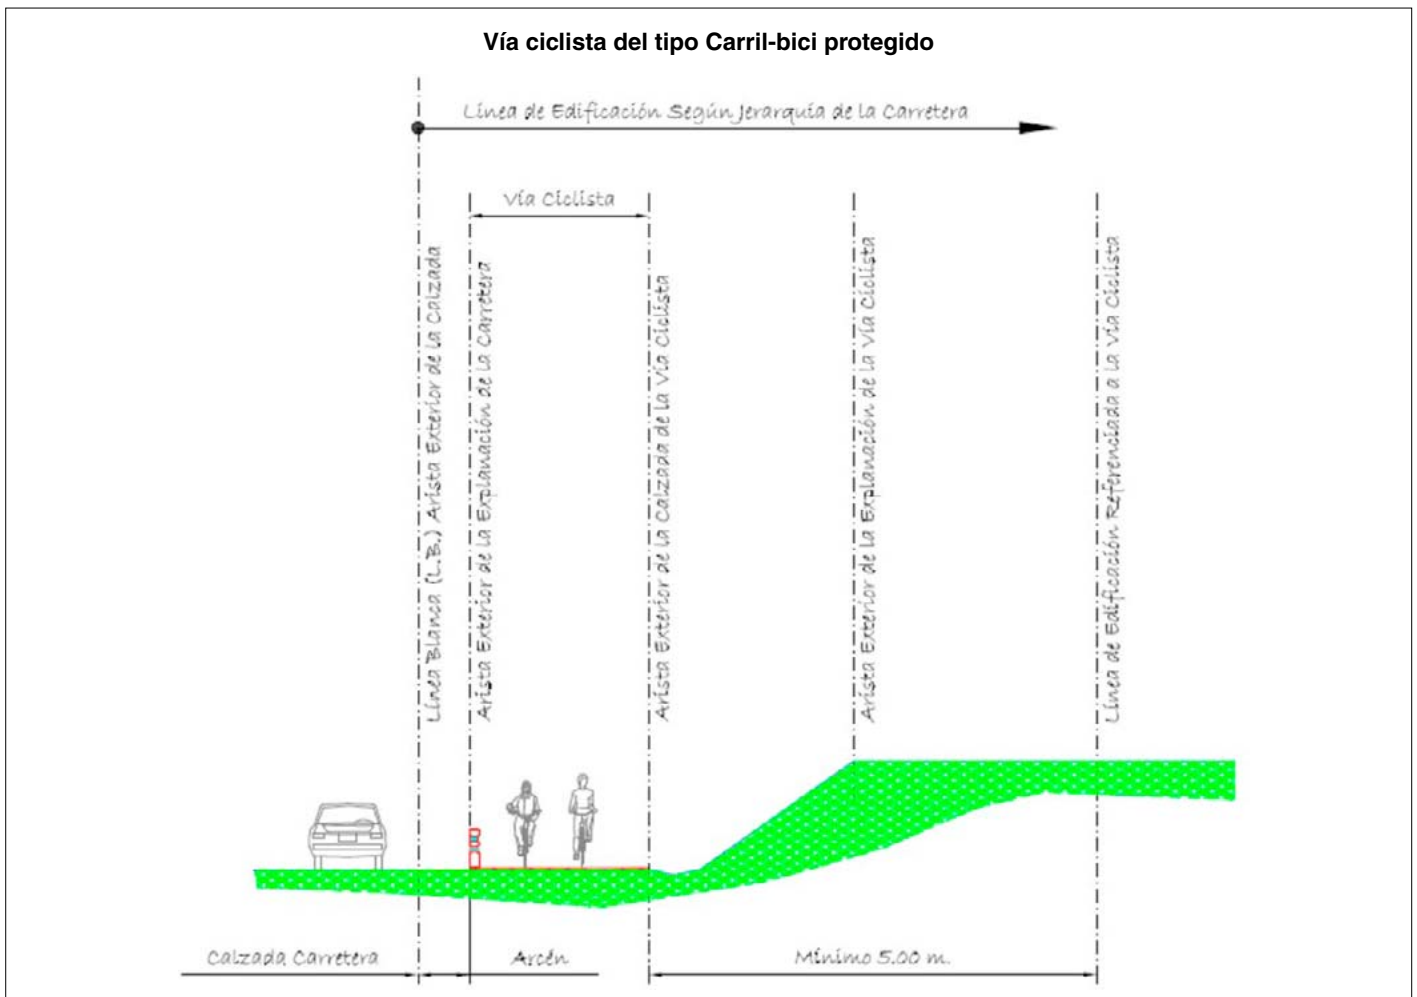 Vía ciclista del tipo Carril-bici protegido
Línea de Edificación Según Jerarquía de la Carretera
Vía Ciclista
Línea Blanca (L.B.) Arista Exterior de la Calzada
Arista Exterior de la Explanación de la Carretera
Arista Exterior de la Calzada de la Vía Ciclista
Arista Exterior de la Explanación de la Vía Ciclista
Línea de Edificación Referenciada a la Vía Ciclista
Calzada Carretera
Arcén
Mínimo 5.00 m.